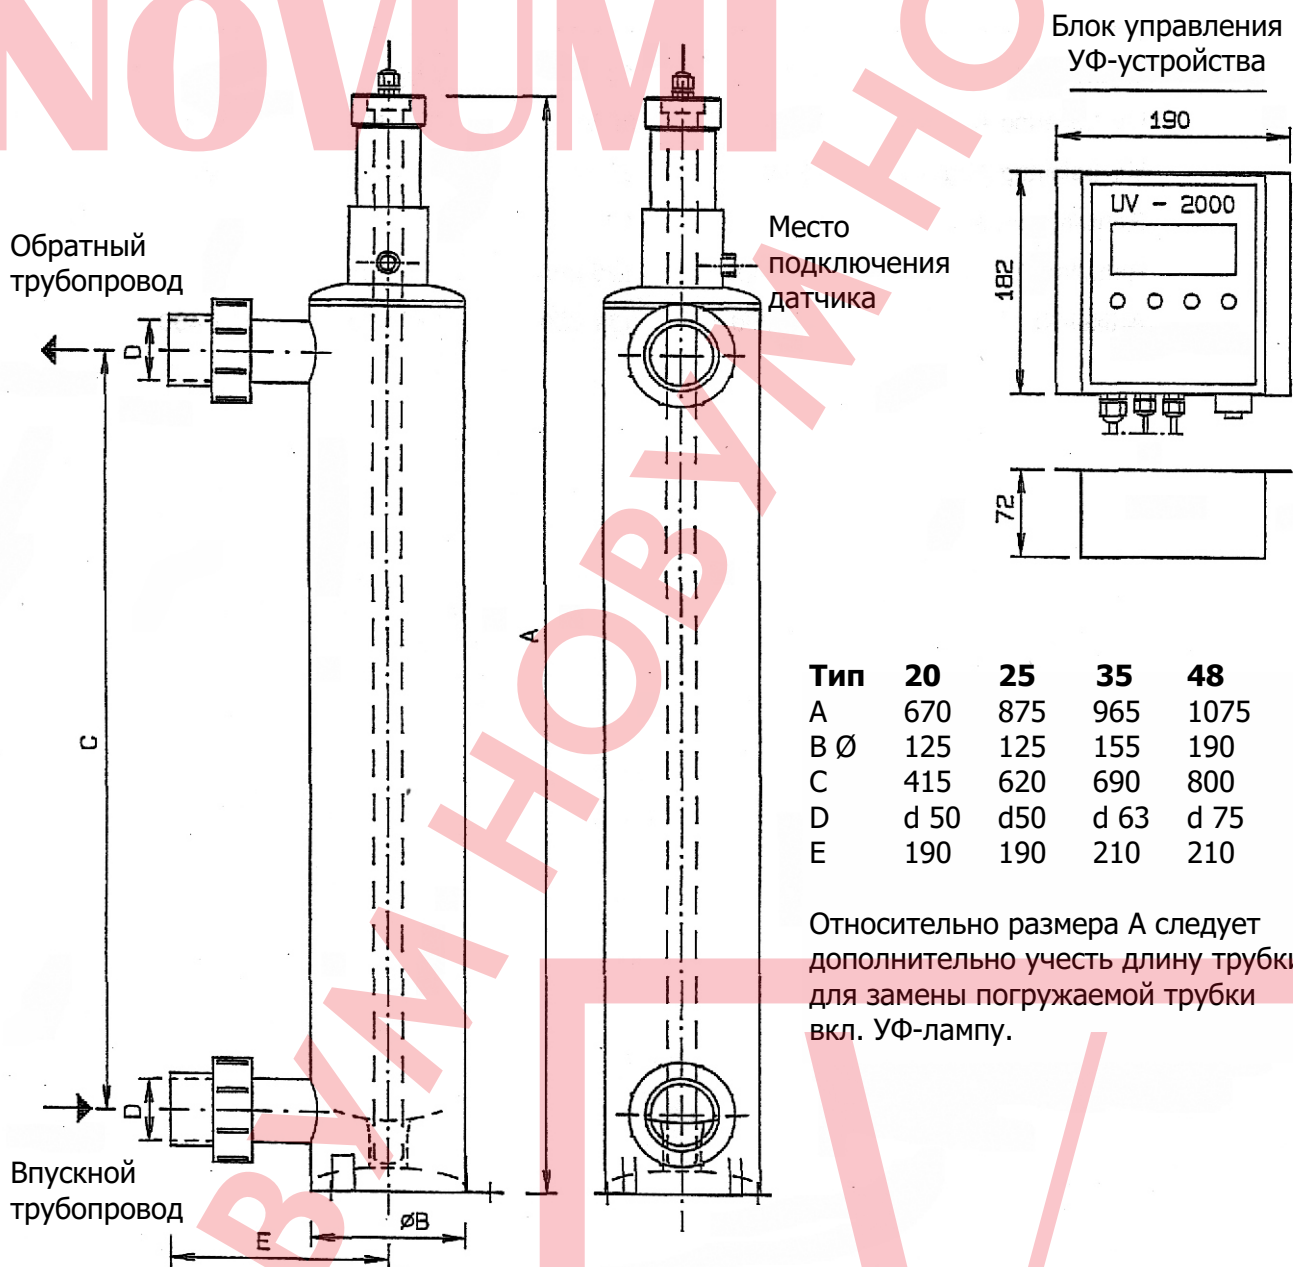 NOVUM
ВУМ НОВУМ НО
Блок управления
УФ-устройства
190
UV - 2000
182
72
Обратный
трубопровод
Место
подключения
датчика
D
A
C
D
Впускной
трубопровод
E
øB
Тип 20 25 35 48
A 670 875 965 1075
B Ø 125 125 155 190
C 415 620 690 800
D d 50 d50 d 63 d 75
E 190 190 210 210
Относительно размера А следует
дополнительно учесть длину трубки
для замены погружаемой трубки
вкл. УФ-лампу.